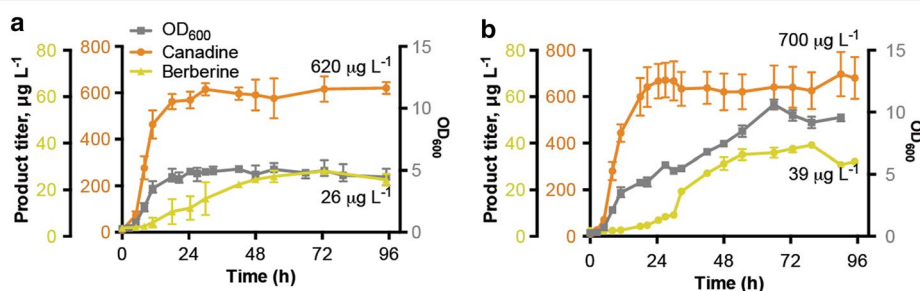 a
OD600
Canadine
Berberine
Product titer, µg L-1
80
60
40
20
0
800
600
400
200
0
620 µg L-1
26 µg L-1
15
10
5
0
OD600
0 24 48 72 96
Time (h)
b
Product titer, µg L-1
80
60
40
20
0
800
600
400
200
0
700 µg L-1
39 µg L-1
15
10
5
0
OD600
0 24 48 72 96
Time (h)